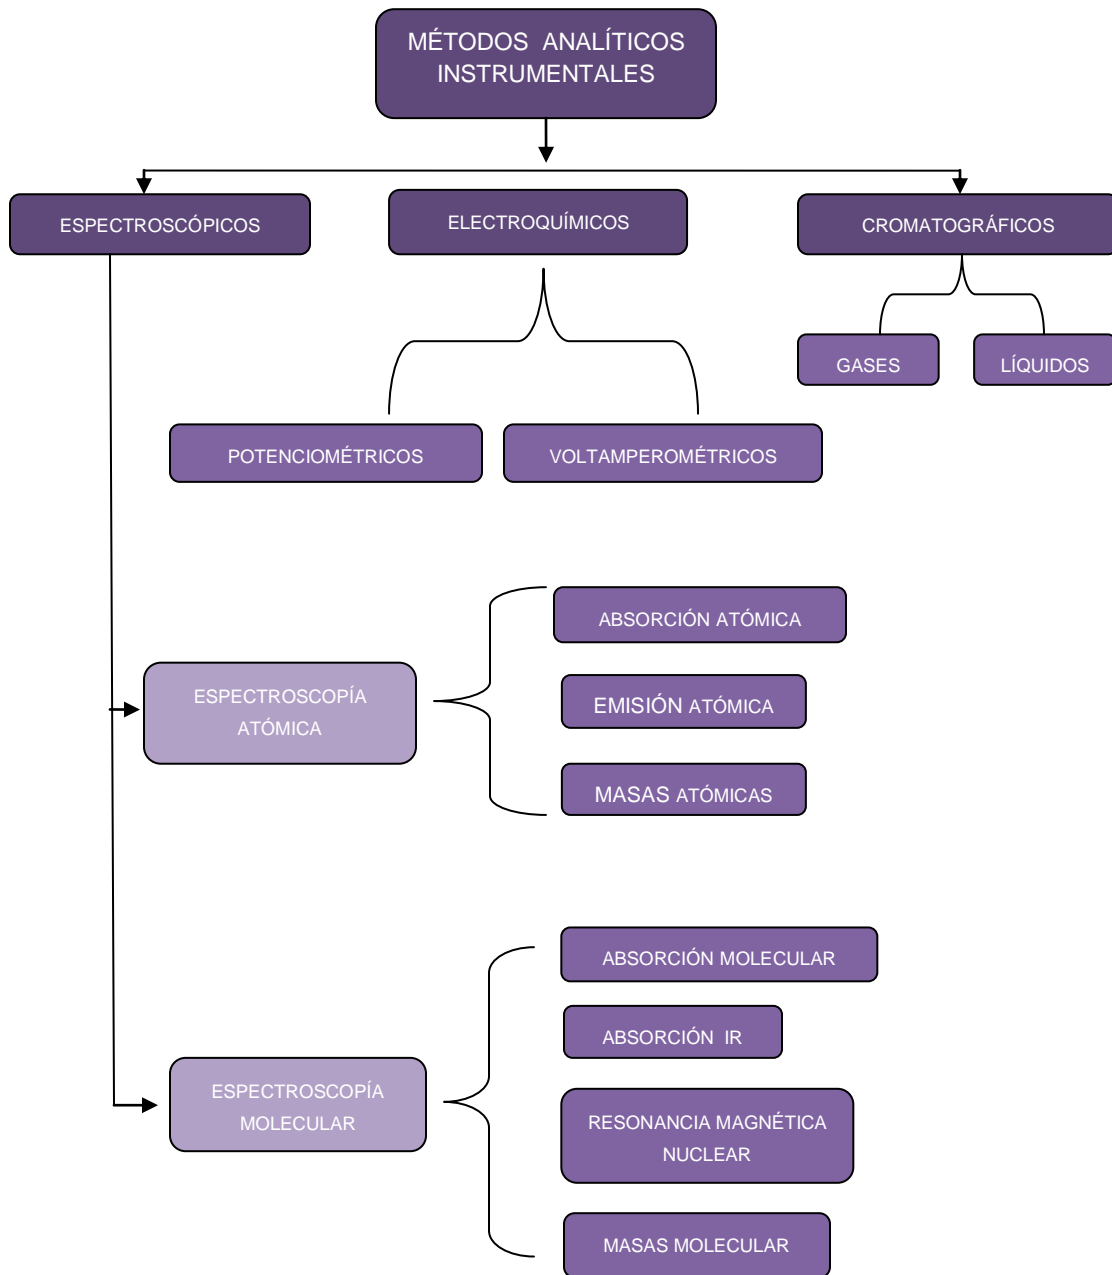 MÉTODOS ANALÍTICOS
INSTRUMENTALES
ESPECTROSCÓPICOS
ELECTROQUÍMICOS
CROMATOGRÁFICOS
GASES
LÍQUIDOS
POTENCIOMÉTRICOS
VOLTAMPEROMÉTRICOS
ESPECTROSCOPÍA
ATÓMICA
ABSORCIÓN ATÓMICA
EMISIÓN ATÓMICA
MASAS ATÓMICAS
ESPECTROSCOPÍA
MOLECULAR
ABSORCIÓN MOLECULAR
ABSORCIÓN IR
RESONANCIA MAGNÉTICA
NUCLEAR
MASAS MOLECULAR